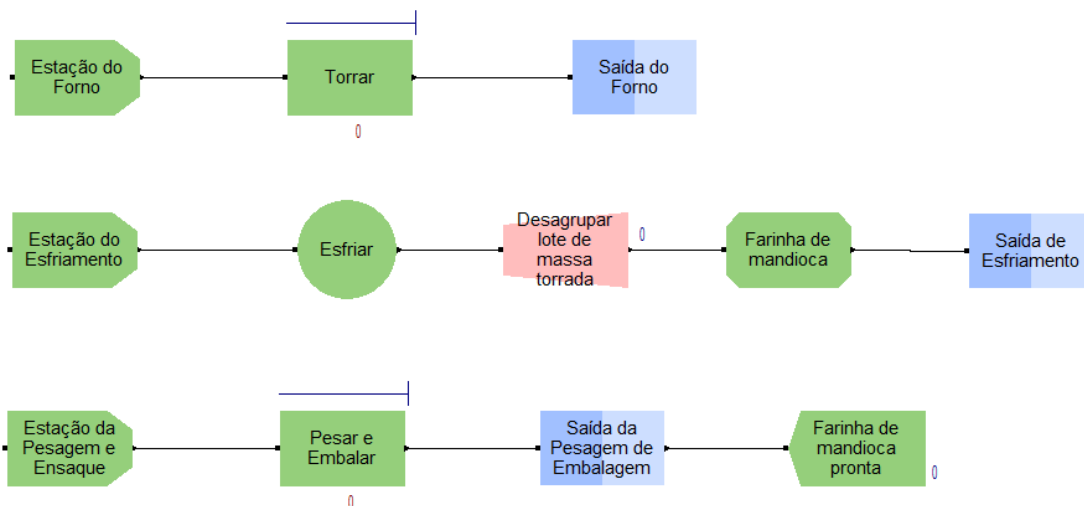 Estação do
Forno
Torrar
0
Saída do
Forno
Estação do
Esfriamento
Esfriar
Desagrupar
lote de
massa
torrada
0
Farinha de
mandioca
Saída de
Esfriamento
Estação da
Pesagem e
Ensaque
Pesar e
Embalar
0
Saída da
Pesagem de
Embalagem
Farinha de
mandioca
pronta
0